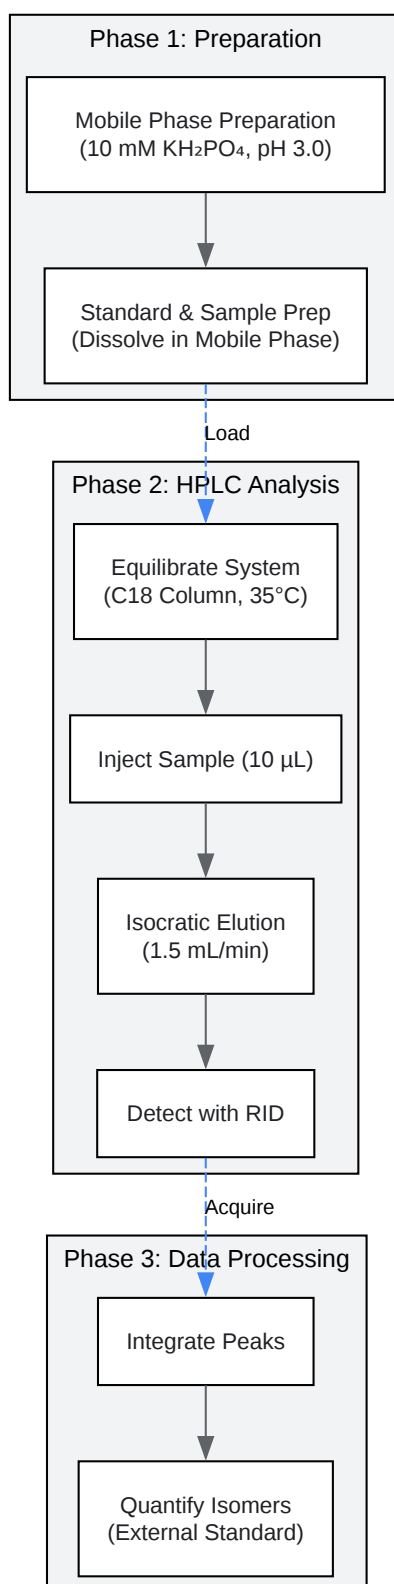 Phase 1: Preparation
Mobile Phase Preparation
(10 mM KH₂PO₄, pH 3.0)
Standard & Sample Prep
(Dissolve in Mobile Phase)
Load
Phase 2: HPLC Analysis
Equilibrate System
(C18 Column, 35°C)
Inject Sample (10 µL)
Isocratic Elution
(1.5 mL/min)
Detect with RID
Acquire
Phase 3: Data Processing
Integrate Peaks
Quantify Isomers
(External Standard)